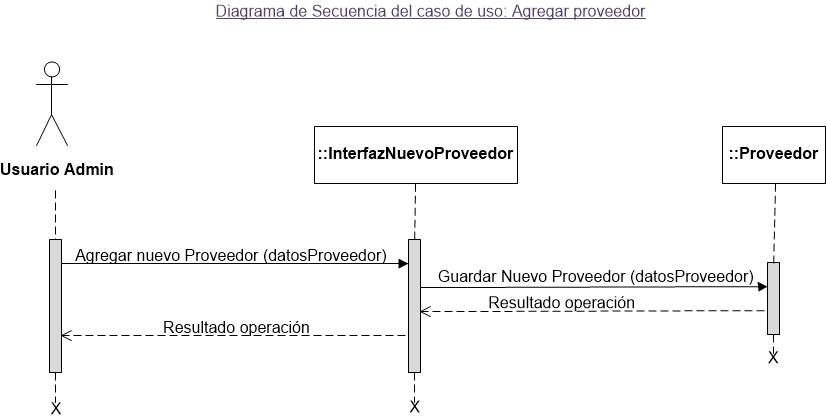 Diagrama de Secuencia del caso de uso: Agregar proveedor
Usuario Admin
::InterfazNuevoProveedor
::Proveedor
Agregar nuevo Proveedor (datosProveedor)
Guardar Nuevo Proveedor (datosProveedor)
Resultado operación
Resultado operación
X
X
X